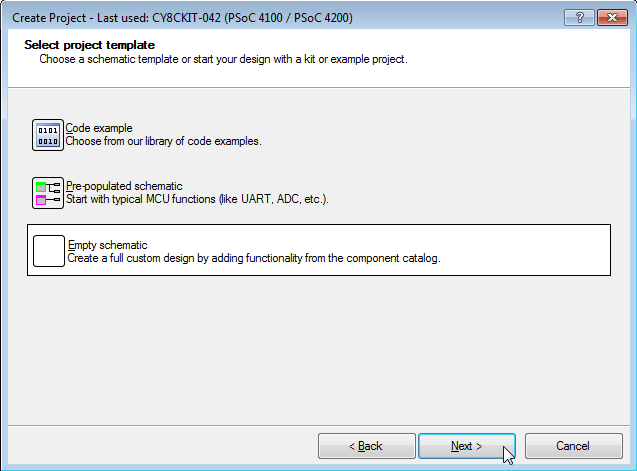 Create Project - Last used: CY8CKIT-042 (PSoC 4100 / PSoC 4200)
?
Select project template
Choose a schematic template or start your design with a kit or example project.
0101
0010
Code example
Choose from our library of code examples.
Pre-populated schematic
Start with typical MCU functions (like UART, ADC, etc.).
Empty schematic
Create a full custom design by adding functionality from the component catalog.
< Back
Next >
Cancel